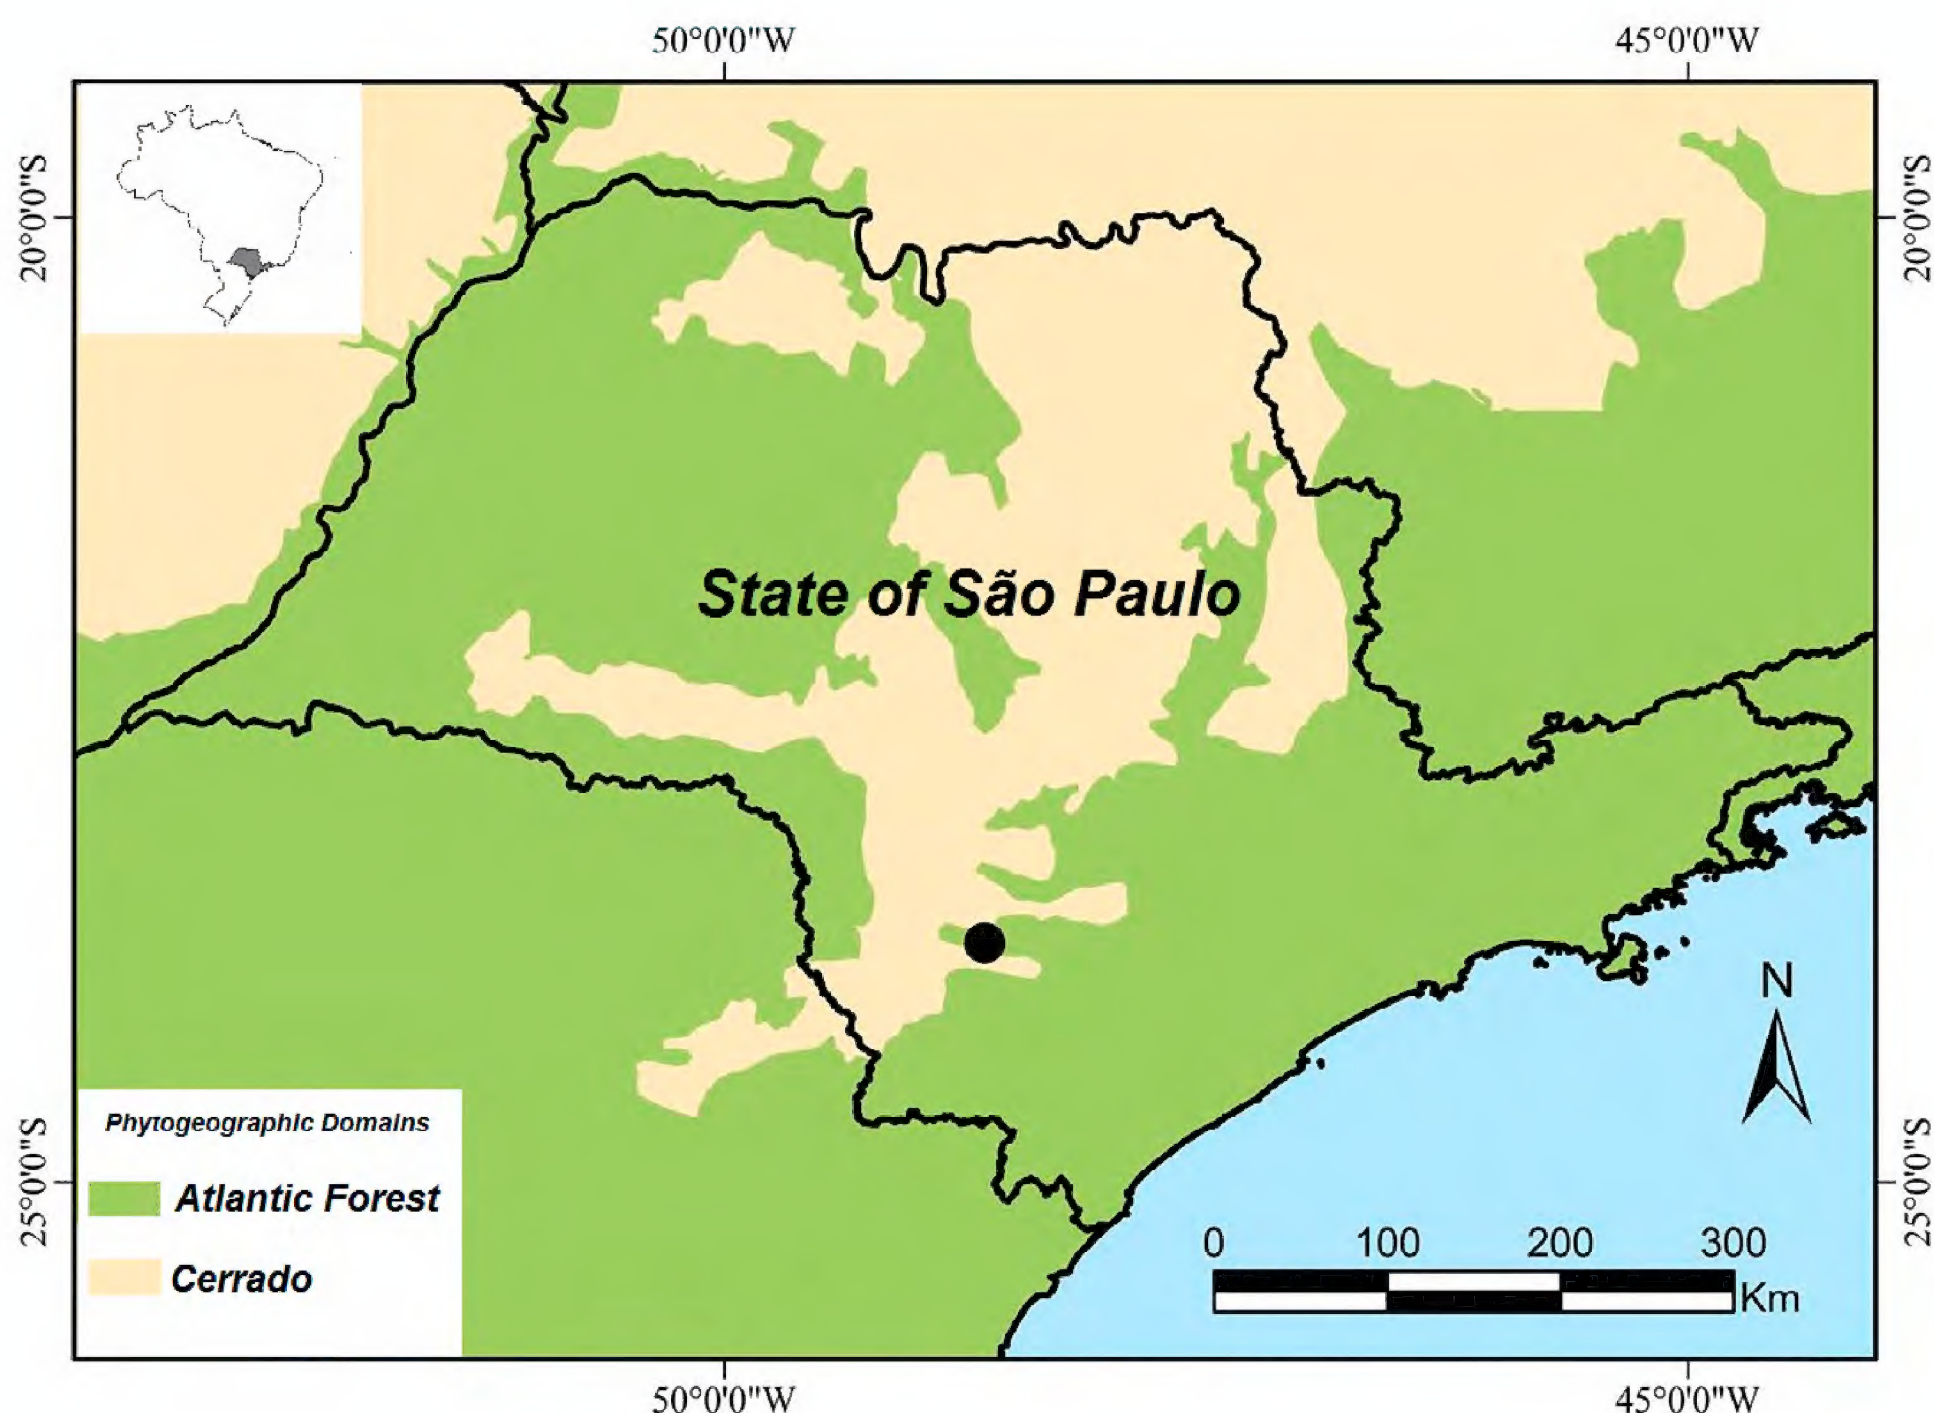 50°0'0"W
45°0'0"W
20°0'0"S
20°0'0"S
State of São Paulo
N
Phytogeographic Domains
Atlantic Forest
Cerrado
25°0'0"S
25°0'0"S
0 100 200 300
Km
50°0'0"W
45°0'0"W